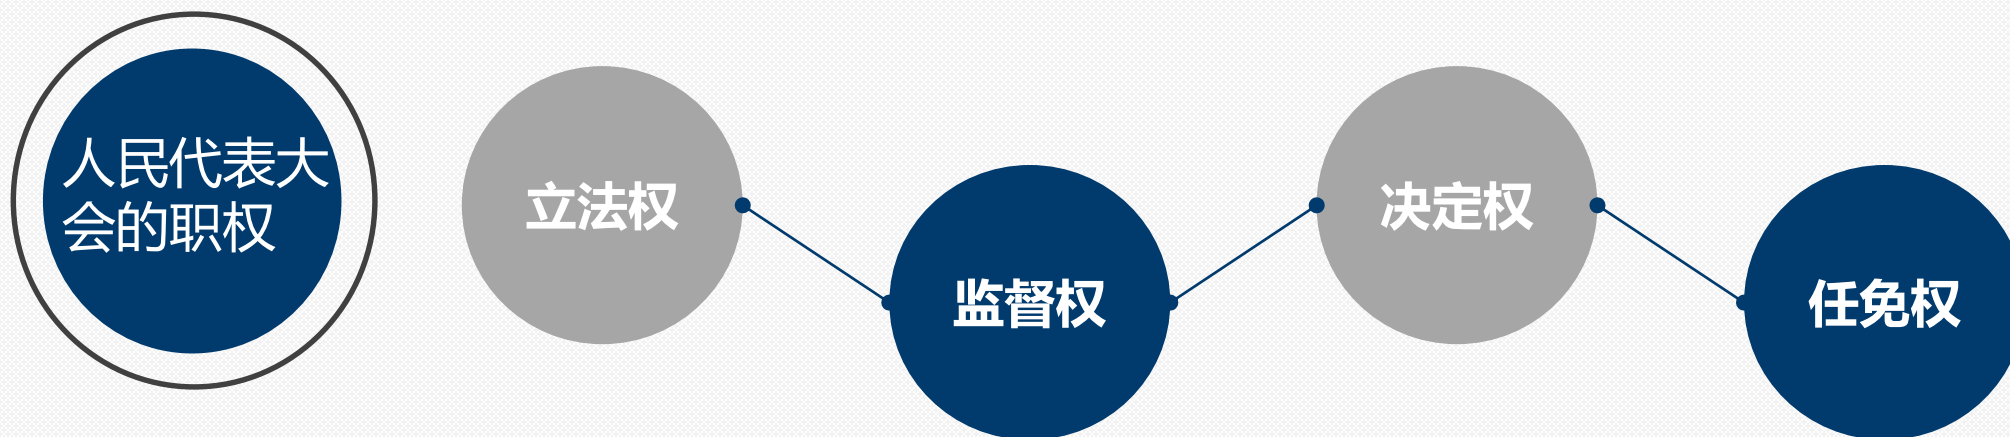 人民代表大
会的职权
立法权
监督权
决定权
任免权